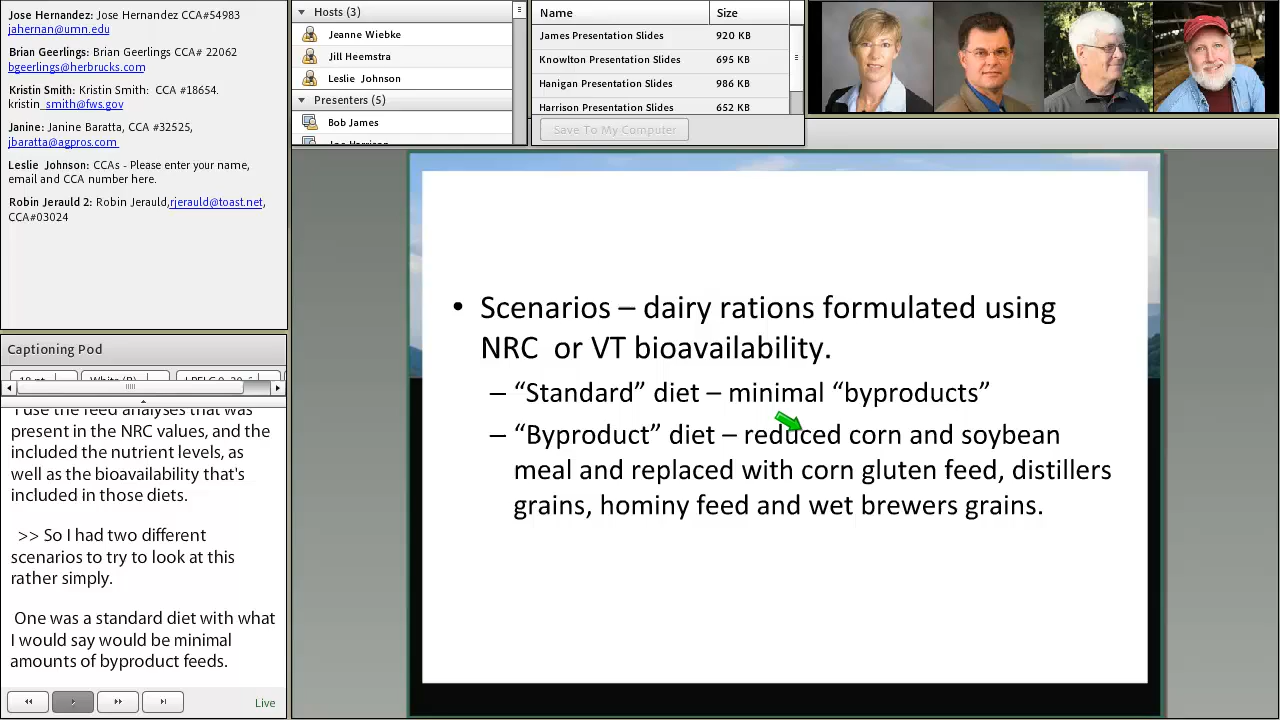 Jose Hernandez: Jose Hernandez CCA#54983
jahernan@umn.edu
Brian Geerlings: Brian Geerlings CCA# 22062
bgeerlings@herbrucks.com
Kristin Smith: Kristin Smith:  CCA #18654.
kristin_smith@fws.gov
Janine: Janine Baratta, CCA #32525,
jbaratta@agpros.com
Leslie  Johnson: CCAs - Please enter your name,
email and CCA number here.
Robin Jerauld 2: Robin Jerauld,rjerauld@toast.net,
CCA#03024
Captioning Pod
I use the feed analyses that was
present in the NRC values, and the
included the nutrient levels, as
well as the bioavailability that's
included in those diets.
>> So I had two different
scenarios to try to look at this
rather simply.
One was a standard diet with what
I would say would be minimal
amounts of byproduct feeds.
Live
Hosts (3)
Jeanne Wiebke
Jill Heemstra
Leslie  Johnson
Presenters (5)
Bob James
Name Size
James Presentation Slides 920 KB
Knowlton Presentation Slides 695 KB
Hanigan Presentation Slides 986 KB
Harrison Presentation Slides 652 KB
Save To My Computer
• Scenarios – dairy rations formulated using
NRC  or VT bioavailability.
– “Standard” diet – minimal “byproducts”
– “Byproduct” diet – reduced corn and soybean
meal and replaced with corn gluten feed, distillers
grains, hominy feed and wet brewers grains.